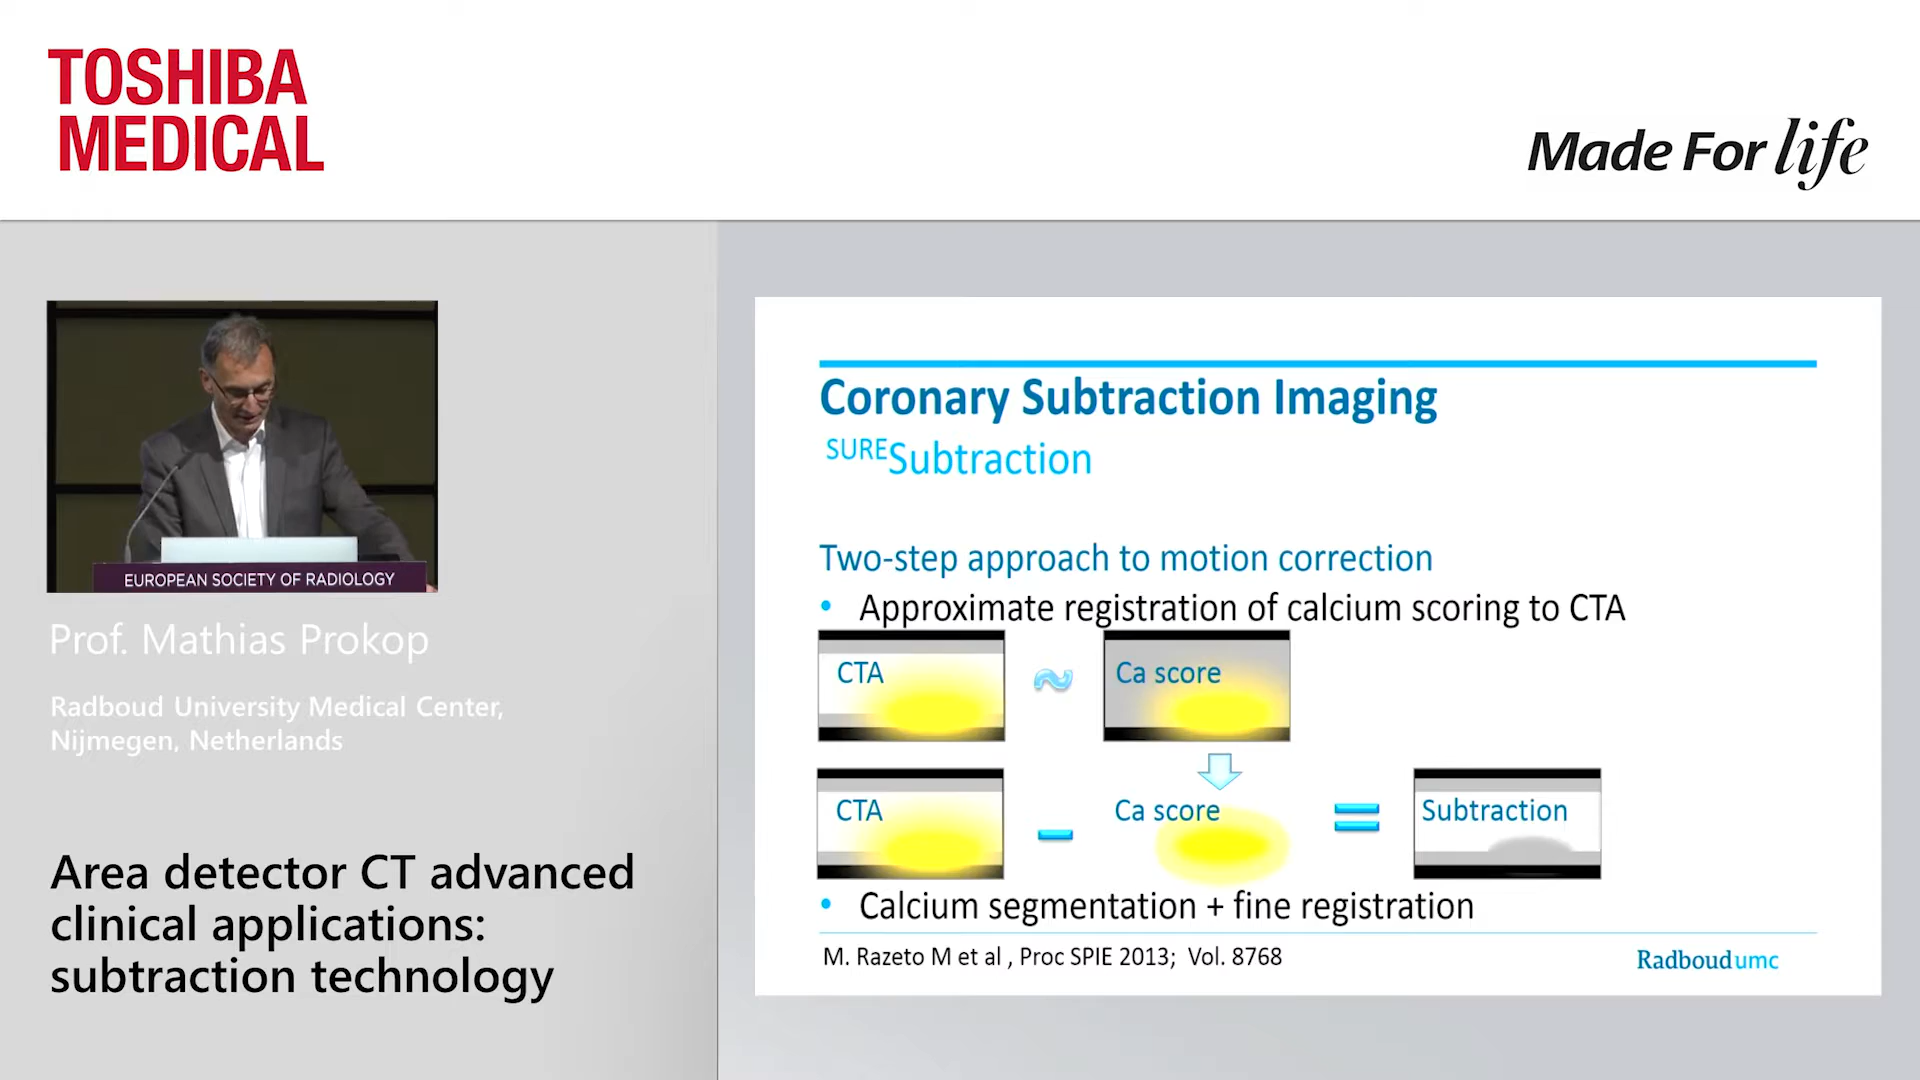 TOSHIBA
MEDICAL
Made For life
EUROPEAN SOCIETY OF RADIOLOGY
Prof. Mathias Prokop
Radboud University Medical Center,
Nijmegen, Netherlands
Area detector CT advanced
clinical applications:
subtraction technology
Coronary Subtraction Imaging
SURESubtraction
Two-step approach to motion correction
• Approximate registration of calcium scoring to CTA
CTA ~ Ca score
CTA - Ca score = Subtraction
• Calcium segmentation + fine registration
M. Razeto M et al , Proc SPIE 2013; Vol. 8768
Radboudumc